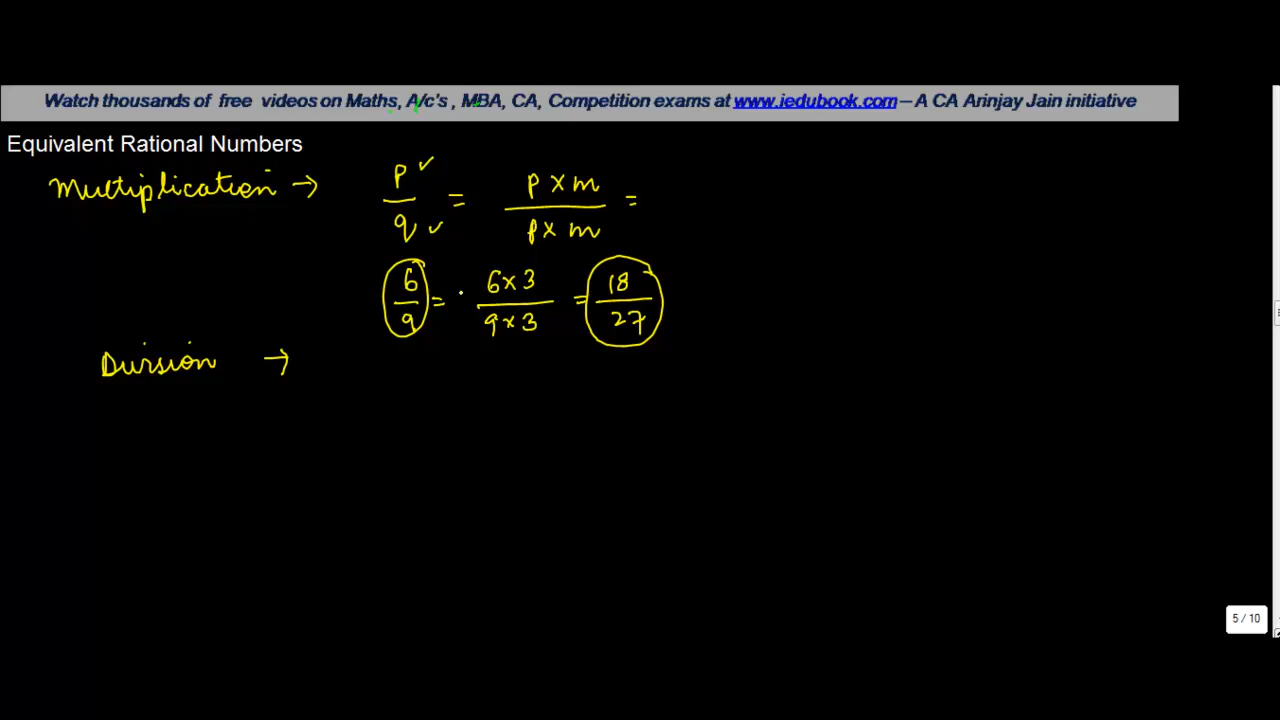 Watch thousands of free videos on Maths, A/c's , MBA, CA, Competition exams at www.iedubook.com – A CA Arinjay Jain initiative
Equivalent Rational Numbers
Multiplication → p/q = p × m / p × m =
6/9 = 6 × 3 / 9 × 3 = 18/27
Division →
5 / 10